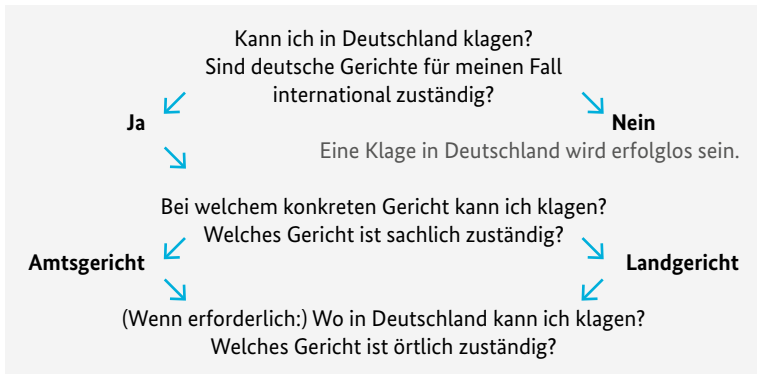 Kann ich in Deutschland klagen?
Sind deutsche Gerichte für meinen Fall
international zuständig?
Ja
Nein
Eine Klage in Deutschland wird erfolglos sein.
Bei welchem konkreten Gericht kann ich klagen?
Welches Gericht ist sachlich zuständig?
Amtsgericht
Landgericht
(Wenn erforderlich:) Wo in Deutschland kann ich klagen?
Welches Gericht ist örtlich zuständig?